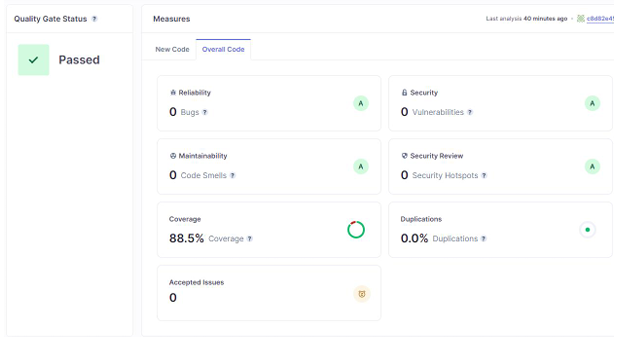 Quality Gate Status ?
Passed
Measures
Last analysis 40 minutes ago
New Code
Overall Code
Reliability
0 Bugs ?
A
Security
0 Vulnerabilities ?
A
Maintainability
0 Code Smells ?
A
Security Review
0 Security Hotspots ?
A
Coverage
88.5% Coverage ?
Duplications
0.0% Duplications ?
Accepted Issues
0